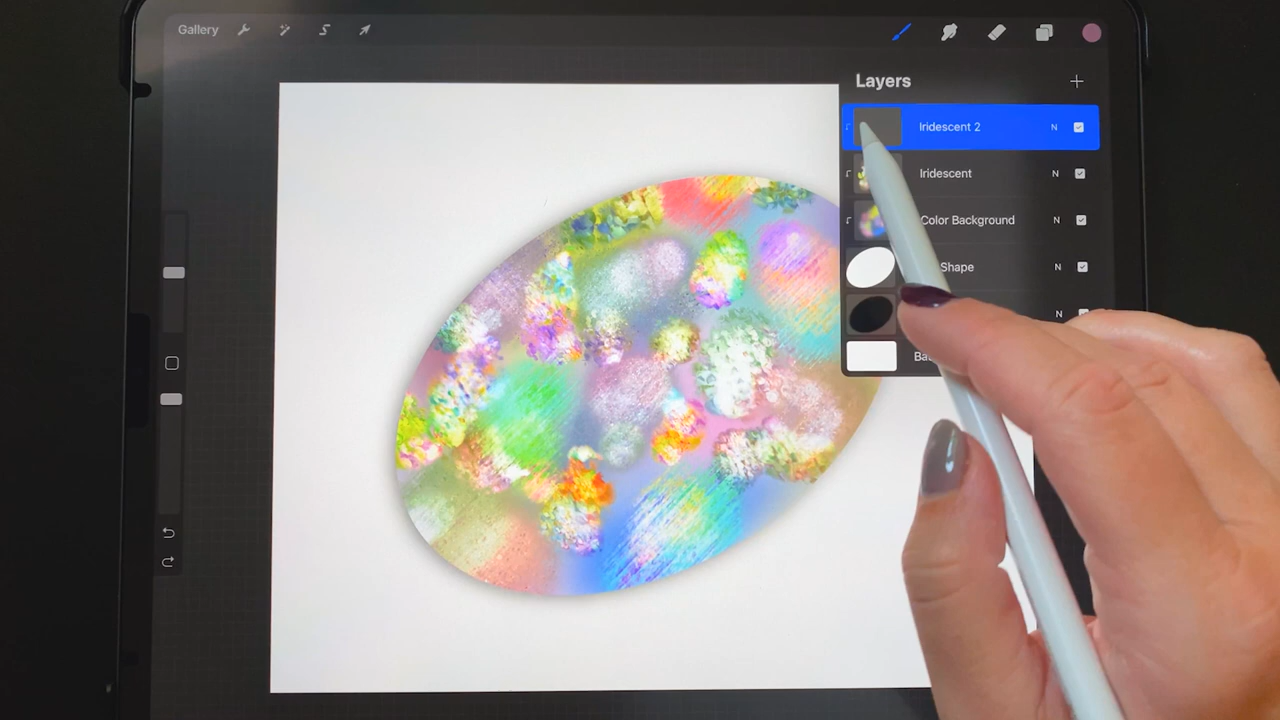 Gallery
Layers
Iridescent 2 N
Iridescent N
Color Background N
Shape N
N